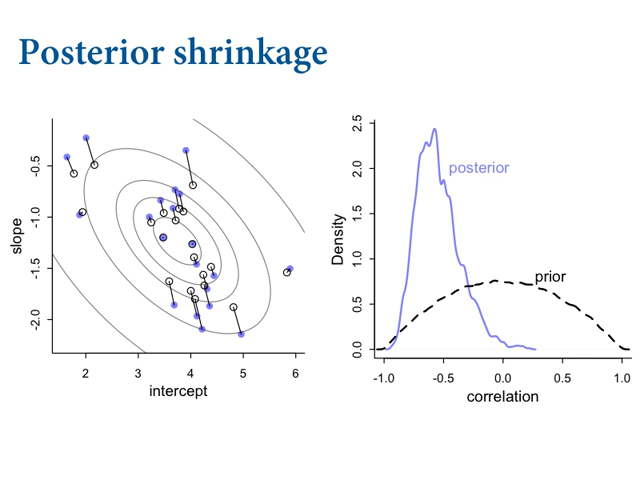 Posterior shrinkage
slope
-0.5
-1.0
-1.5
-2.0
2 3 4 5 6
intercept
Density
2.5
2.0
1.5
1.0
0.5
0.0
posterior
prior
-1.0 -0.5 0.0 0.5 1.0
correlation